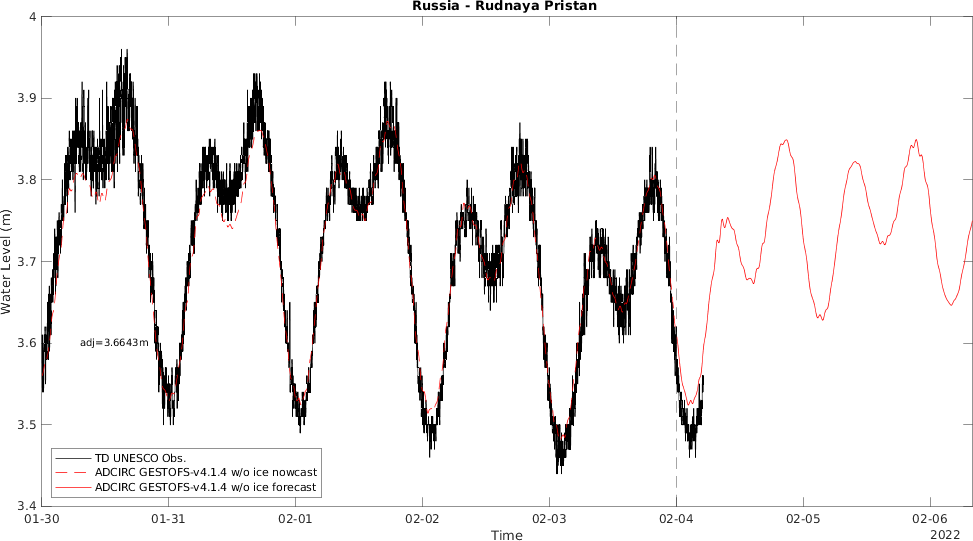 Russia - Rudnaya Pristan
4
3.9
3.8
3.7
3.6
3.5
3.4
Water Level (m)
adj=3.6643m
TD UNESCO Obs.
ADCIRC GESTOFS-v4.1.4 w/o ice nowcast
ADCIRC GESTOFS-v4.1.4 w/o ice forecast
01-30 01-31 02-01 02-02 02-03 02-04 02-05 02-06
Time
2022